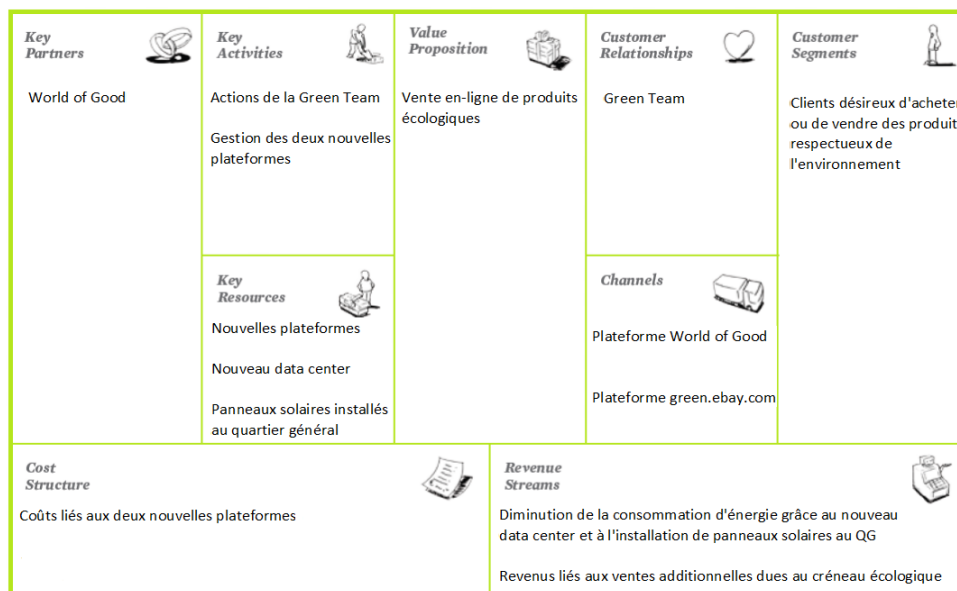 Key
Partners
World of Good
Key
Activities
Actions de la Green Team
Gestion des deux nouvelles
plateformes
Key
Resources
Nouvelles plateformes
Nouveau data center
Panneaux solaires installés
au quartier général
Value
Proposition
Vente en-ligne de produits
écologiques
Customer
Relationships
Green Team
Channels
Plateforme World of Good
Plateforme green.ebay.com
Customer
Segments
Clients désireux d'acheter
ou de vendre des produit
respectueux de
l'environnement
Cost
Structure
Coûts liés aux deux nouvelles plateformes
Revenue
Streams
Diminution de la consommation d'énergie grâce au nouveau
data center et à l'installation de panneaux solaires au QG
Revenus liés aux ventes additionnelles dues au créneau écologique